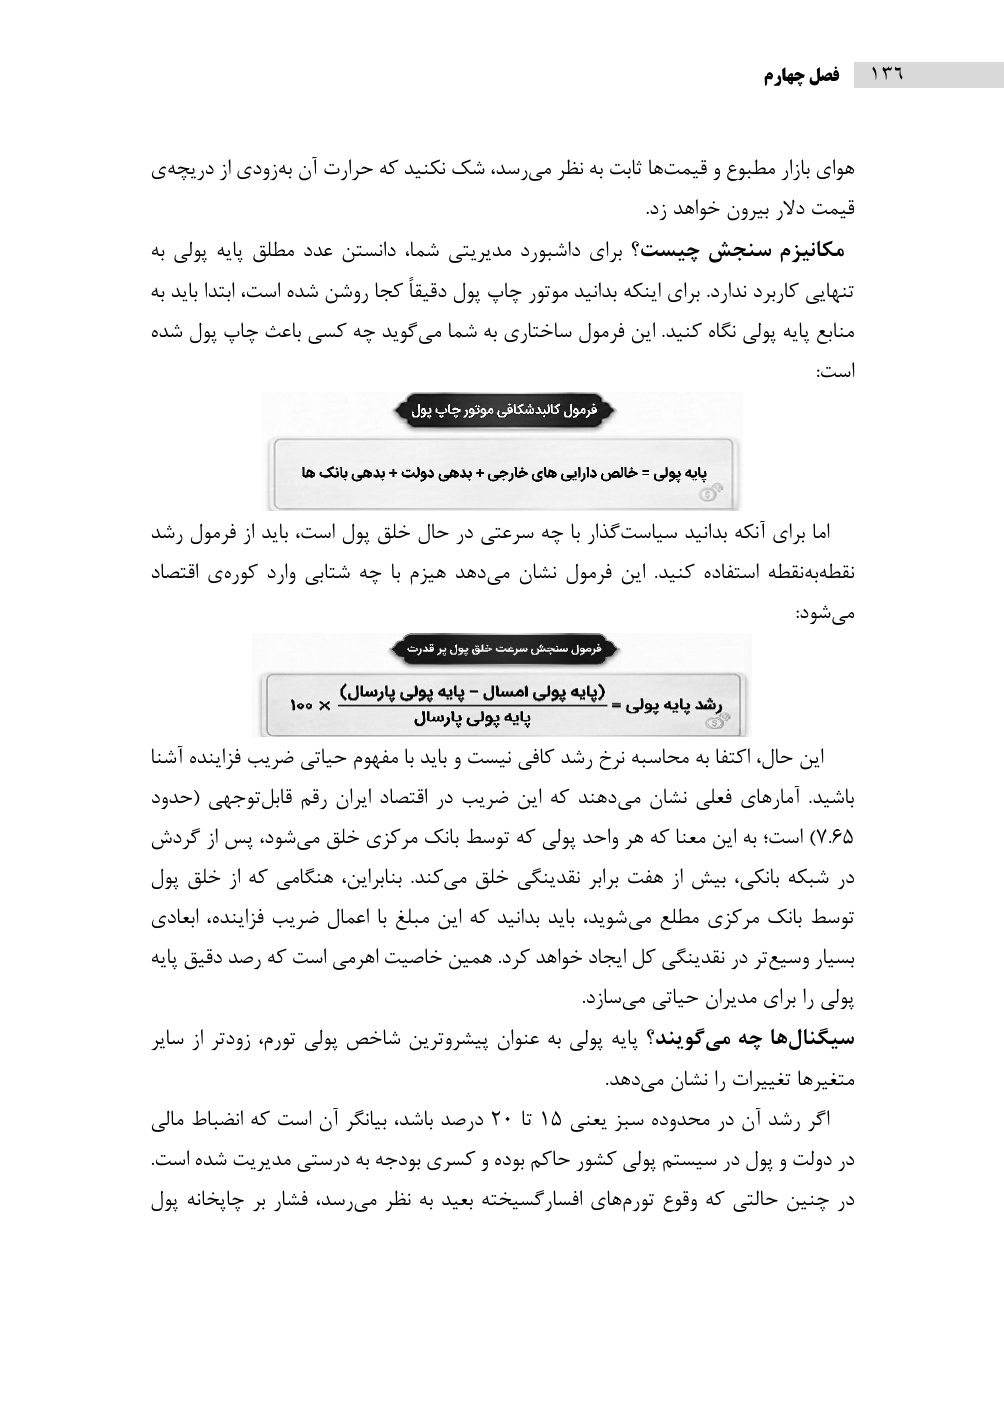 ۱۳۶ فصل چهارم
هوای بازار مطبوع و قیمت‌ها ثابت به نظر می‌رسد، شک نکنید که حرارت آن به‌زودی از دریچه‌ی
قیمت دلار بیرون خواهد زد.
مکانیزم سنجش چیست؟ برای داشبورد مدیریتی شما، دانستن عدد مطلق پایه پولی به
تنهایی کاربرد ندارد. برای اینکه بدانید موتور چاپ پول دقیقاً کجا روشن شده است، ابتدا باید به
منابع پایه پولی نگاه کنید. این فرمول ساختاری به شما می‌گوید چه کسی باعث چاپ پول شده
است:
فرمول کالبدشکافی موتور چاپ پول
پایه پولی = خالص دارایی های خارجی + بدهی دولت + بدهی بانک ها
اما برای آنکه بدانید سیاست‌گذار با چه سرعتی در حال خلق پول است، باید از فرمول رشد
نقطه‌به‌نقطه استفاده کنید. این فرمول نشان می‌دهد هیزم با چه شتابی وارد کوره‌ی اقتصاد
می‌شود:
فرمول سنجش سرعت خلق پول پر قدرت
(پایه پولی امسال - پایه پولی پارسال)
رشد پایه پولی = × ۱۰۰
پایه پولی پارسال
این حال، اکتفا به محاسبه نرخ رشد کافی نیست و باید با مفهوم حیاتی ضریب فزاینده آشنا
باشید. آمارهای فعلی نشان می‌دهند که این ضریب در اقتصاد ایران رقم قابل‌توجهی (حدود
۷.۶۵) است؛ به این معنا که هر واحد پولی که توسط بانک مرکزی خلق می‌شود، پس از گردش
در شبکه بانکی، بیش از هفت برابر نقدینگی خلق می‌کند. بنابراین، هنگامی که از خلق پول
توسط بانک مرکزی مطلع می‌شوید، باید بدانید که این مبلغ با اعمال ضریب فزاینده، ابعادی
بسیار وسیع‌تر در نقدینگی کل ایجاد خواهد کرد. همین خاصیت اهرمی است که رصد دقیق پایه
پولی را برای مدیران حیاتی می‌سازد.
سیگنال‌ها چه می‌گویند؟ پایه پولی به عنوان پیشروترین شاخص پولی تورم، زودتر از سایر
متغیرها تغییرات را نشان می‌دهد.
اگر رشد آن در محدوده سبز یعنی ۱۵ تا ۲۰ درصد باشد، بیانگر آن است که انضباط مالی
در دولت و پول در سیستم پولی کشور حاکم بوده و کسری بودجه به درستی مدیریت شده است.
در چنین حالتی که وقوع تورم‌های افسارگسیخته بعید به نظر می‌رسد، فشار بر چاپخانه پول